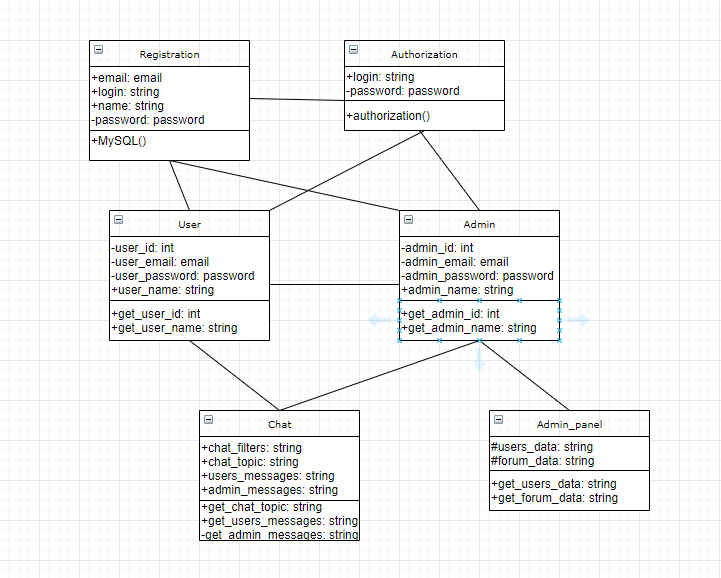 Registration
+email: email
+login: string
+name: string
-password: password
+MySQL()
Authorization
+login: string
-password: password
+authorization()
User
-user_id: int
-user_email: email
-user_password: password
+user_name: string
+get_user_id: int
+get_user_name: string
Admin
-admin_id: int
-admin_email: email
-admin_password: password
+admin_name: string
+get_admin_id: int
+get_admin_name: string
Chat
+chat_filters: string
+chat_topic: string
+users_messages: string
+admin_messages: string
+get_chat_topic: string
+get_users_messages: string
-get_admin_messages: string
Admin_panel
#users_data: string
#forum_data: string
+get_users_data: string
+get_forum_data: string